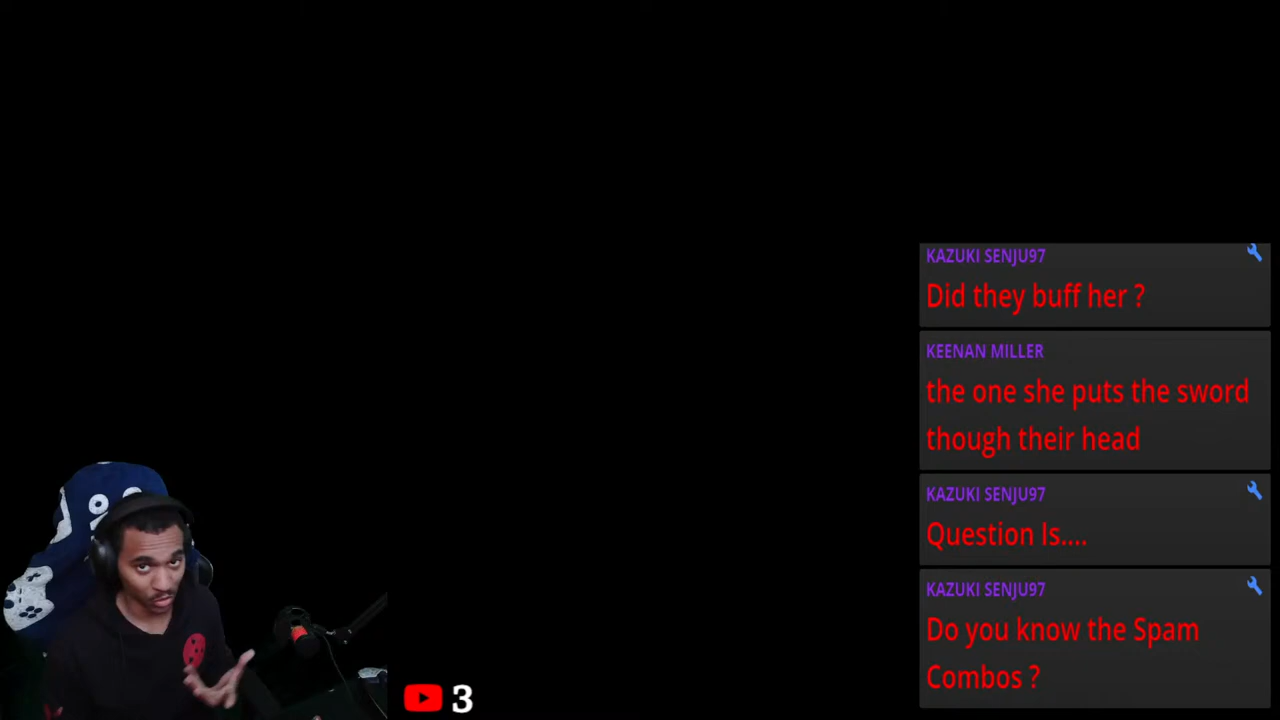 KAZUKI SENJU97
Did they buff her ?
KEENAN MILLER
the one she puts the sword
though their head
KAZUKI SENJU97
Question Is....
KAZUKI SENJU97
Do you know the Spam
Combos ?
3